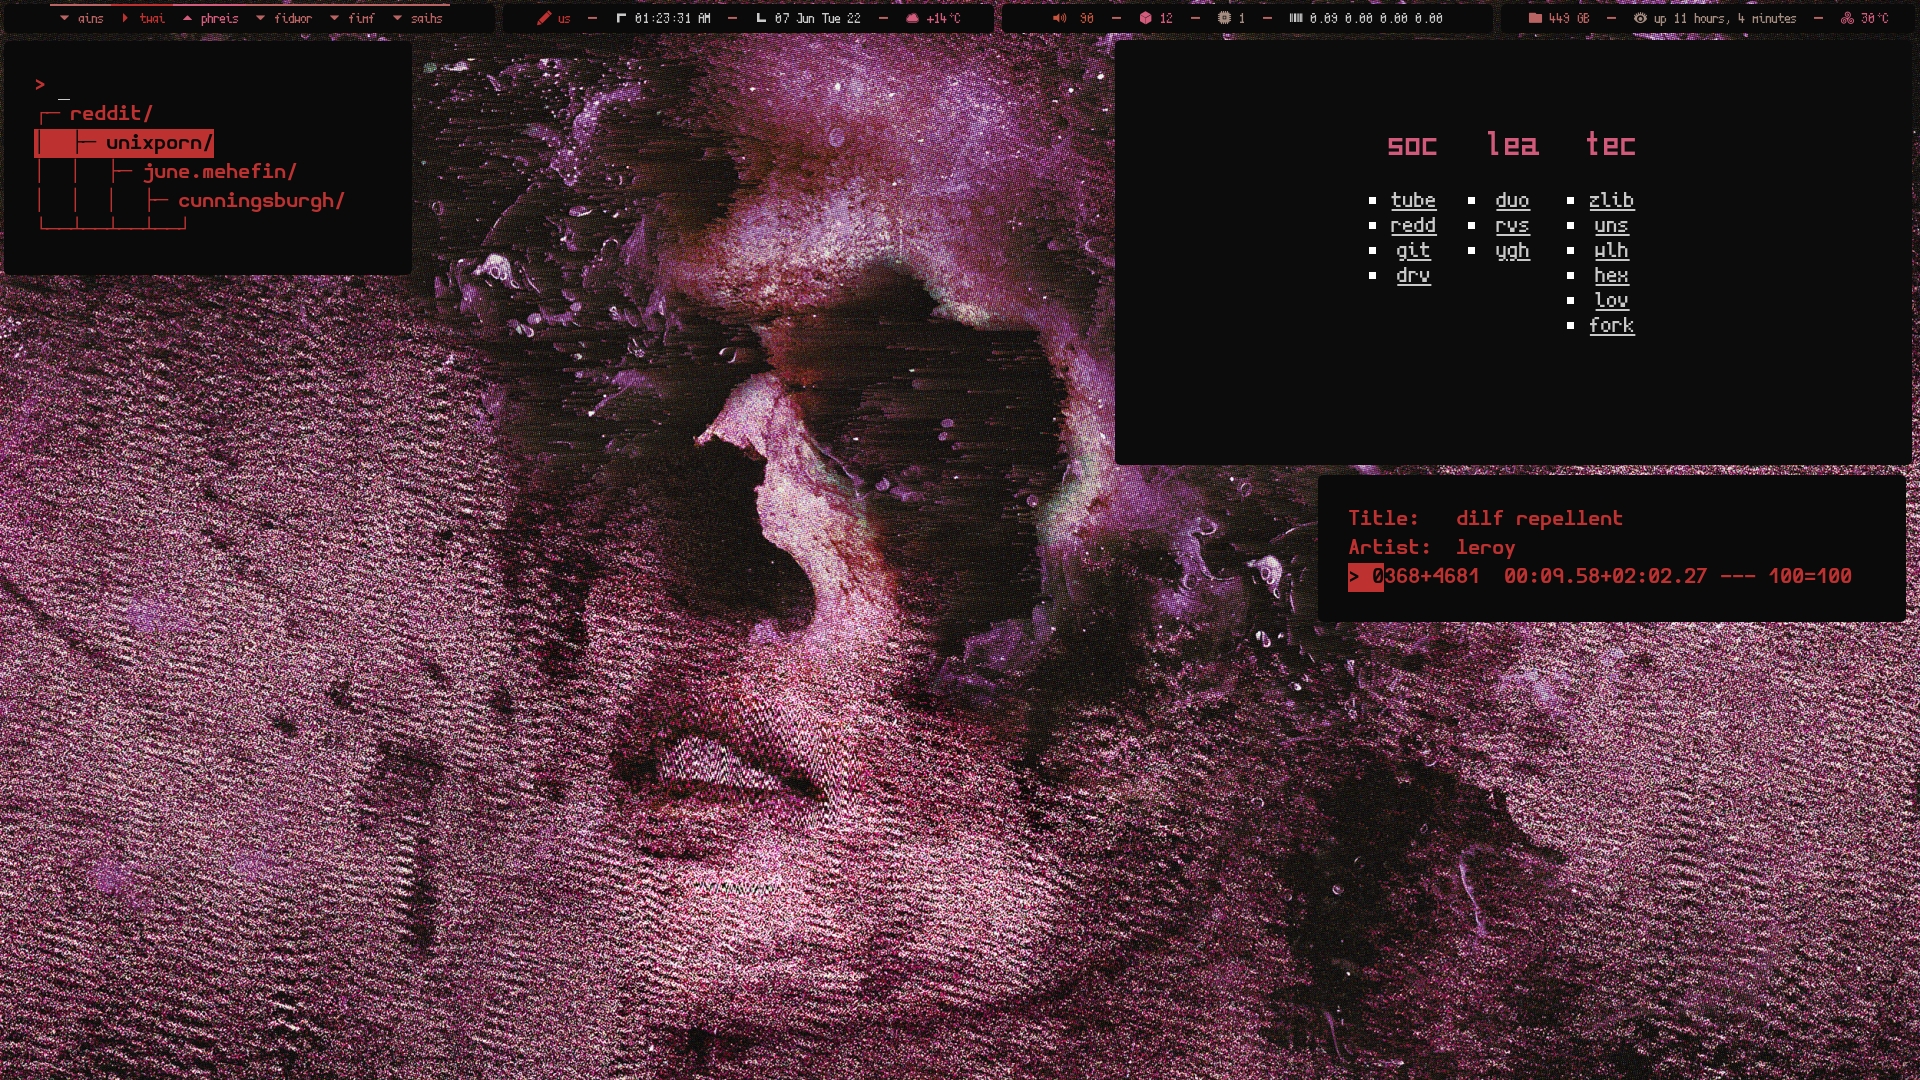 ains twai phreis fidwor fimf saihs
us — 01:23:31 AM — 07 Jun Tue 22 — +14°C
90 — 12 — 1 — 0.09 0.00 0.00 0.00
449 GB — up 11 hours, 4 minutes — 30°C
> _
reddit/
unixporn/
june.mehefin/
cunningsburgh/
soc lea tec
tube duo zlib
redd rvs uns
git ygh wlh
drv hex
lov
fork
Title: dilf repellent
Artist: leroy
> 0368+4681 00:09.58+02:02.27 --- 100=100